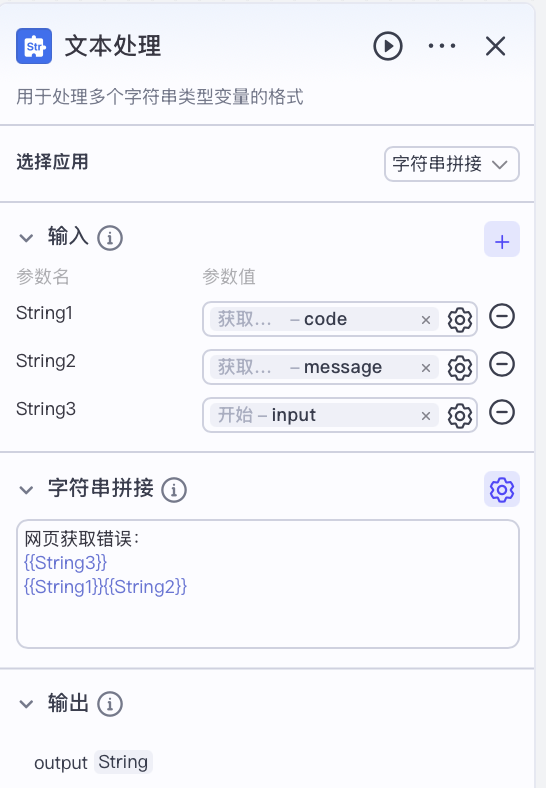 Str
文本处理
用于处理多个字符串类型变量的格式
选择应用
字符串拼接
输入
参数名 参数值
String1 获取... – code
String2 获取... – message
String3 开始 – input
字符串拼接
网页获取错误：
{{String3}}
{{String1}}{{String2}}
输出
output String